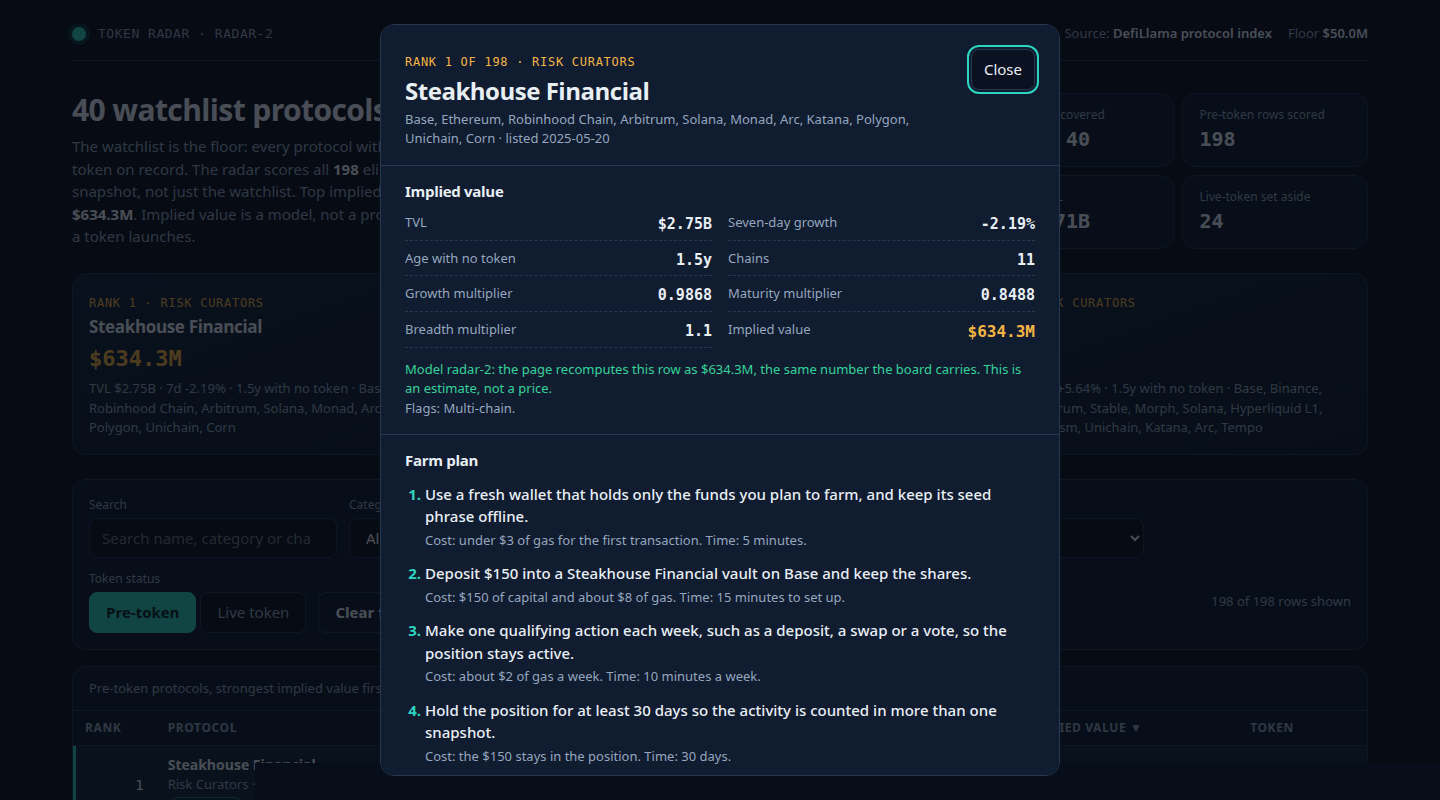 TOKEN RADAR · RADAR-2
Source: DefiLlama protocol index Floor $50.0M
RANK 1 OF 198 · RISK CURATORS
Close
Steakhouse Financial
Base, Ethereum, Robinhood Chain, Arbitrum, Solana, Monad, Arc, Katana, Polygon,
Unichain, Corn · listed 2025-05-20
Implied value
TVL $2.75B
Seven-day growth -2.19%
Age with no token 1.5y
Chains 11
Growth multiplier 0.9868
Maturity multiplier 0.8488
Breadth multiplier 1.1
Implied value $634.3M
Model radar-2: the page recomputes this row as $634.3M, the same number the board carries. This is
an estimate, not a price.
Flags: Multi-chain.
Farm plan
1. Use a fresh wallet that holds only the funds you plan to farm, and keep its seed
phrase offline.
Cost: under $3 of gas for the first transaction. Time: 5 minutes.
2. Deposit $150 into a Steakhouse Financial vault on Base and keep the shares.
Cost: $150 of capital and about $8 of gas. Time: 15 minutes to set up.
3. Make one qualifying action each week, such as a deposit, a swap or a vote, so the
position stays active.
Cost: about $2 of gas a week. Time: 10 minutes a week.
4. Hold the position for at least 30 days so the activity is counted in more than one
snapshot.
Cost: the $150 stays in the position. Time: 30 days.
40 watchlist protocols
The watchlist is the floor: every protocol
token on record. The radar scores all 198
snapshot, not just the watchlist. Top implied
$634.3M. Implied value is a model, not a
a token launches.
covered
40
Pre-token rows scored
198
71B
Live-token set aside
24
RANK 1 · RISK CURATORS
Steakhouse Financial
$634.3M
TVL $2.75B · 7d -2.19% · 1.5y with no token ·
Robinhood Chain, Arbitrum, Solana, Monad,
Polygon, Unichain, Corn
CURATORS
+5.64% · 1.5y with no token · Base, Binance,
Stable, Morph, Solana, Hyperliquid L1,
Unichain, Katana, Arc, Tempo
Search
Search name, category or cha
Token status
Pre-token
Live token
Clear
198 of 198 rows shown
Pre-token protocols, strongest implied value
RANK
PROTOCOL
VALUE ▼
TOKEN
1
Steakhouse
Risk Curators